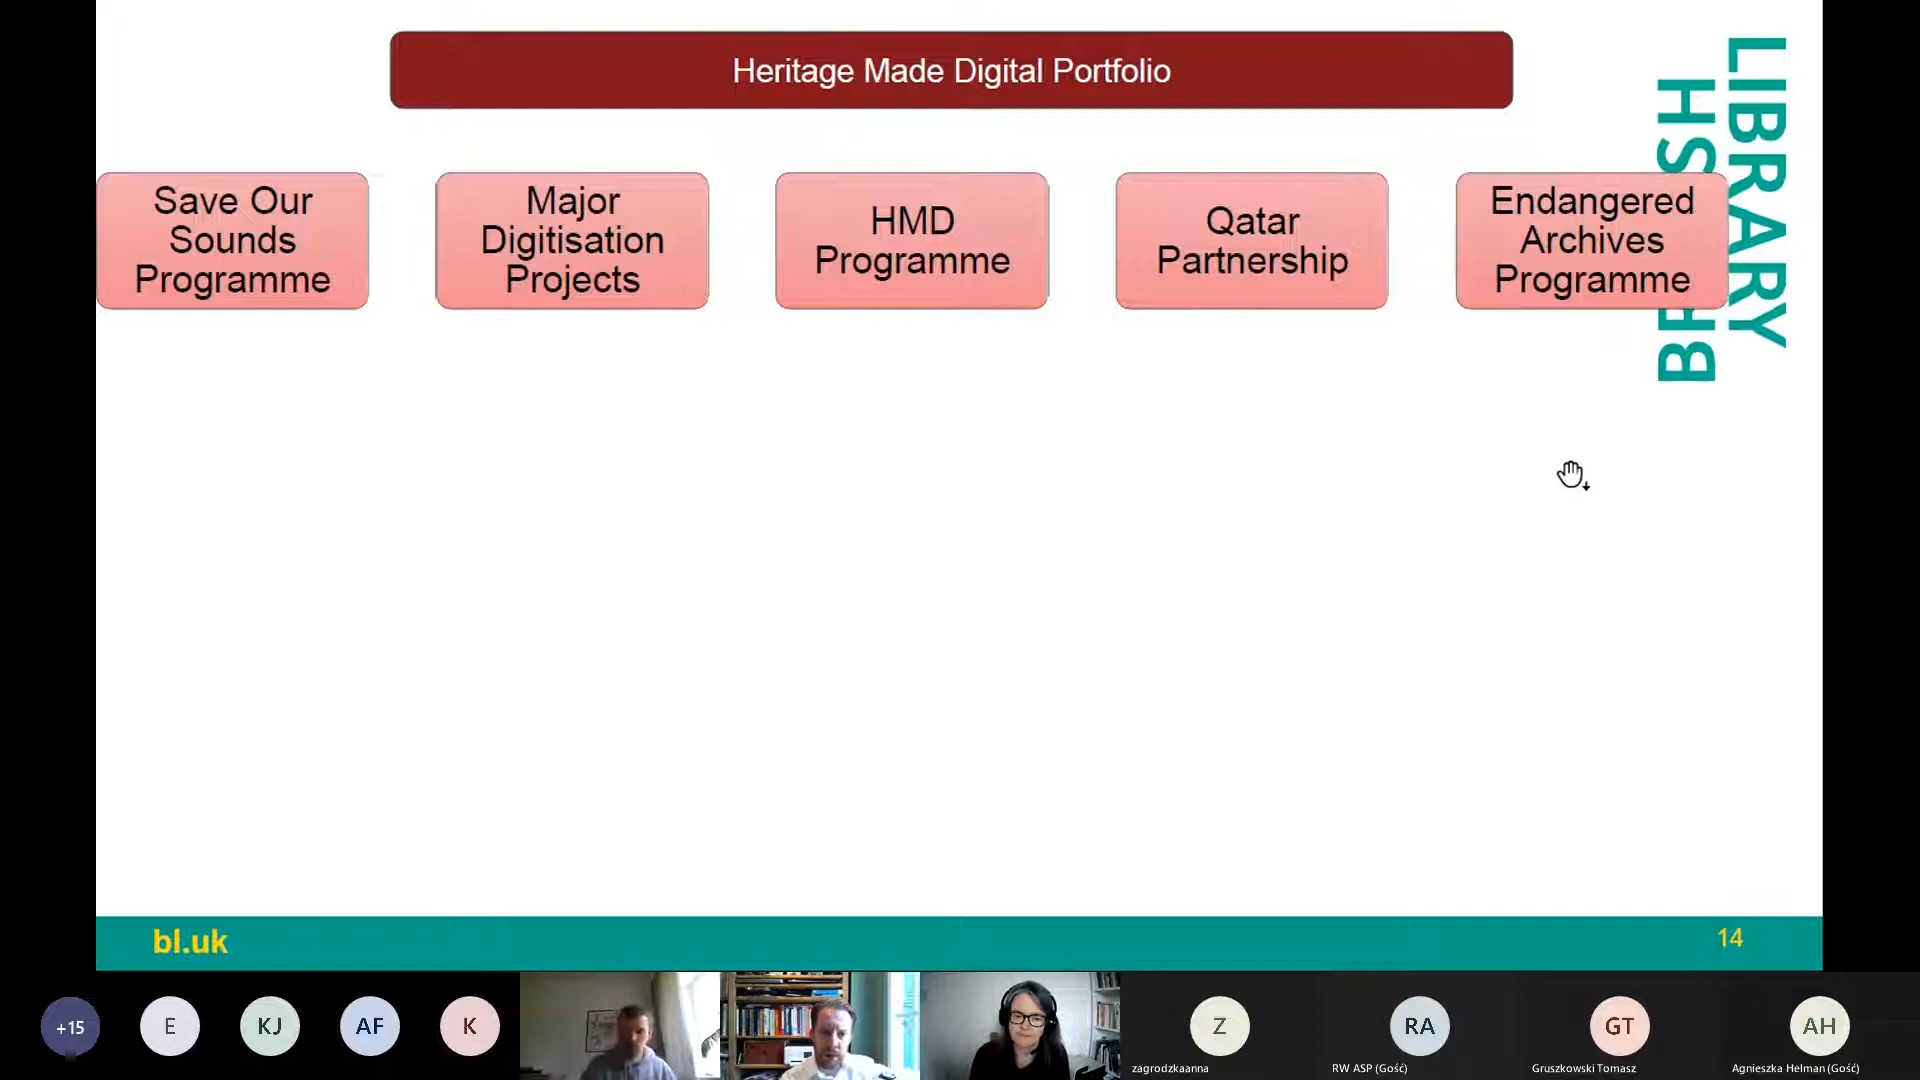 Heritage Made Digital Portfolio
Save Our
Sounds
Programme
Major
Digitisation
Projects
HMD
Programme
Qatar
Partnership
Endangered
Archives
Programme
LIBRARY
BRITISH
bl.uk
14
+15
E
KJ
AF
K
Z
zagrodzkaanna
RA
RW ASP (Gość)
GT
Gruszkowski Tomasz
AH
Agnieszka Helman (Gość)